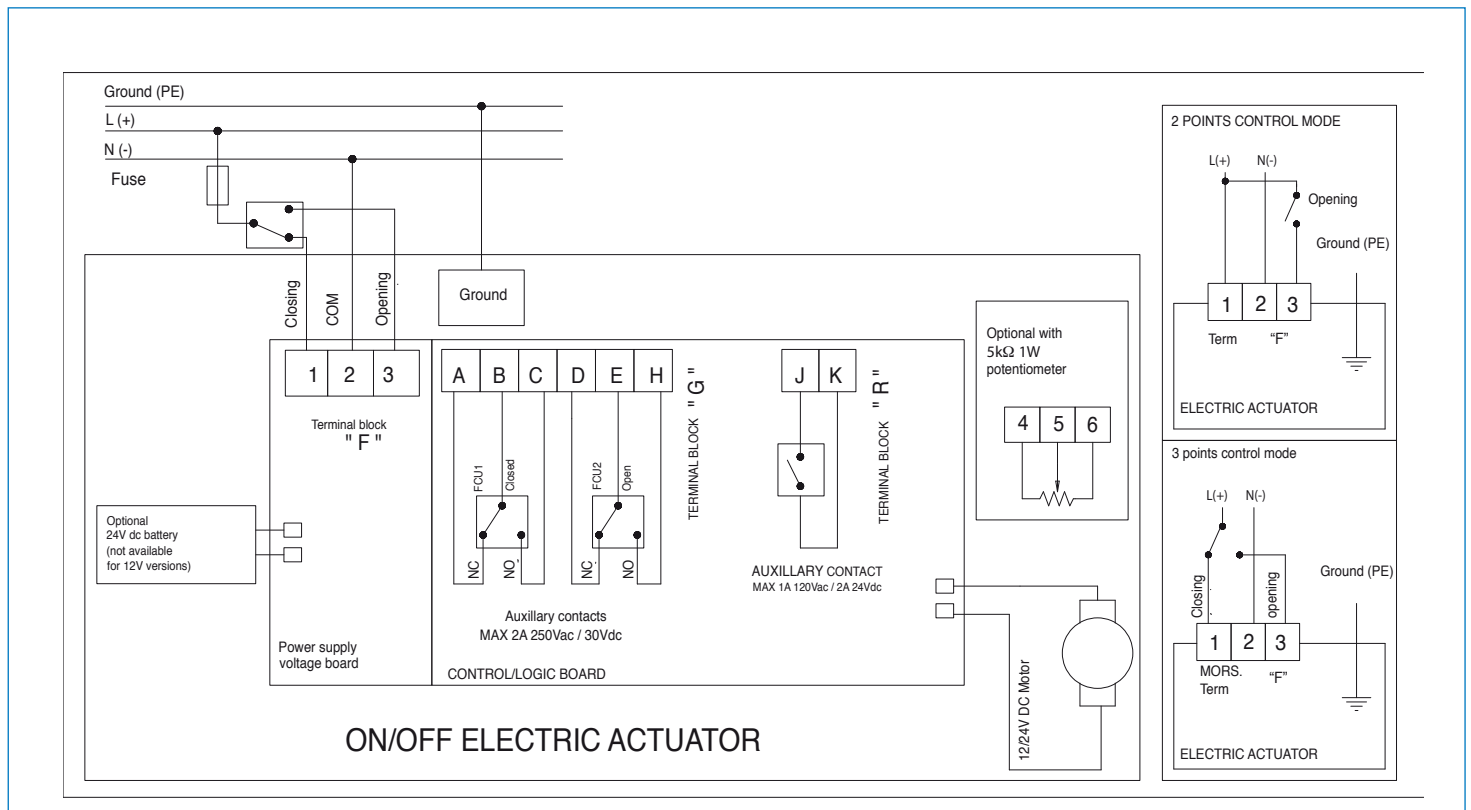 Ground (PE)
L (+)
N (-)
Fuse
Closing
COM
Opening
Ground
1 2 3
Terminal block
" F "
A B C D E H
TERMINAL BLOCK " G "
FCU1
Closed
FCU2
Open
NC
NO
NC
NO
Auxillary contacts
MAX 2A 250Vac / 30Vdc
J K
TERMINAL BLOCK " R "
AUXILLARY CONTACT
MAX 1A 120Vac / 2A 24Vdc
Optional with
5kΩ 1W
potentiometer
4 5 6
Optional
24V dc battery
(not available
for 12V versions)
Power supply
voltage board
CONTROL/LOGIC BOARD
12/24V DC Motor
ON/OFF ELECTRIC ACTUATOR
2 POINTS CONTROL MODE
L(+) N(-)
Opening
Ground (PE)
1 2 3
Term "F"
ELECTRIC ACTUATOR
3 points control mode
L(+) N(-)
Closing
opening
Ground (PE)
1 2 3
MORS.
Term "F"
ELECTRIC ACTUATOR